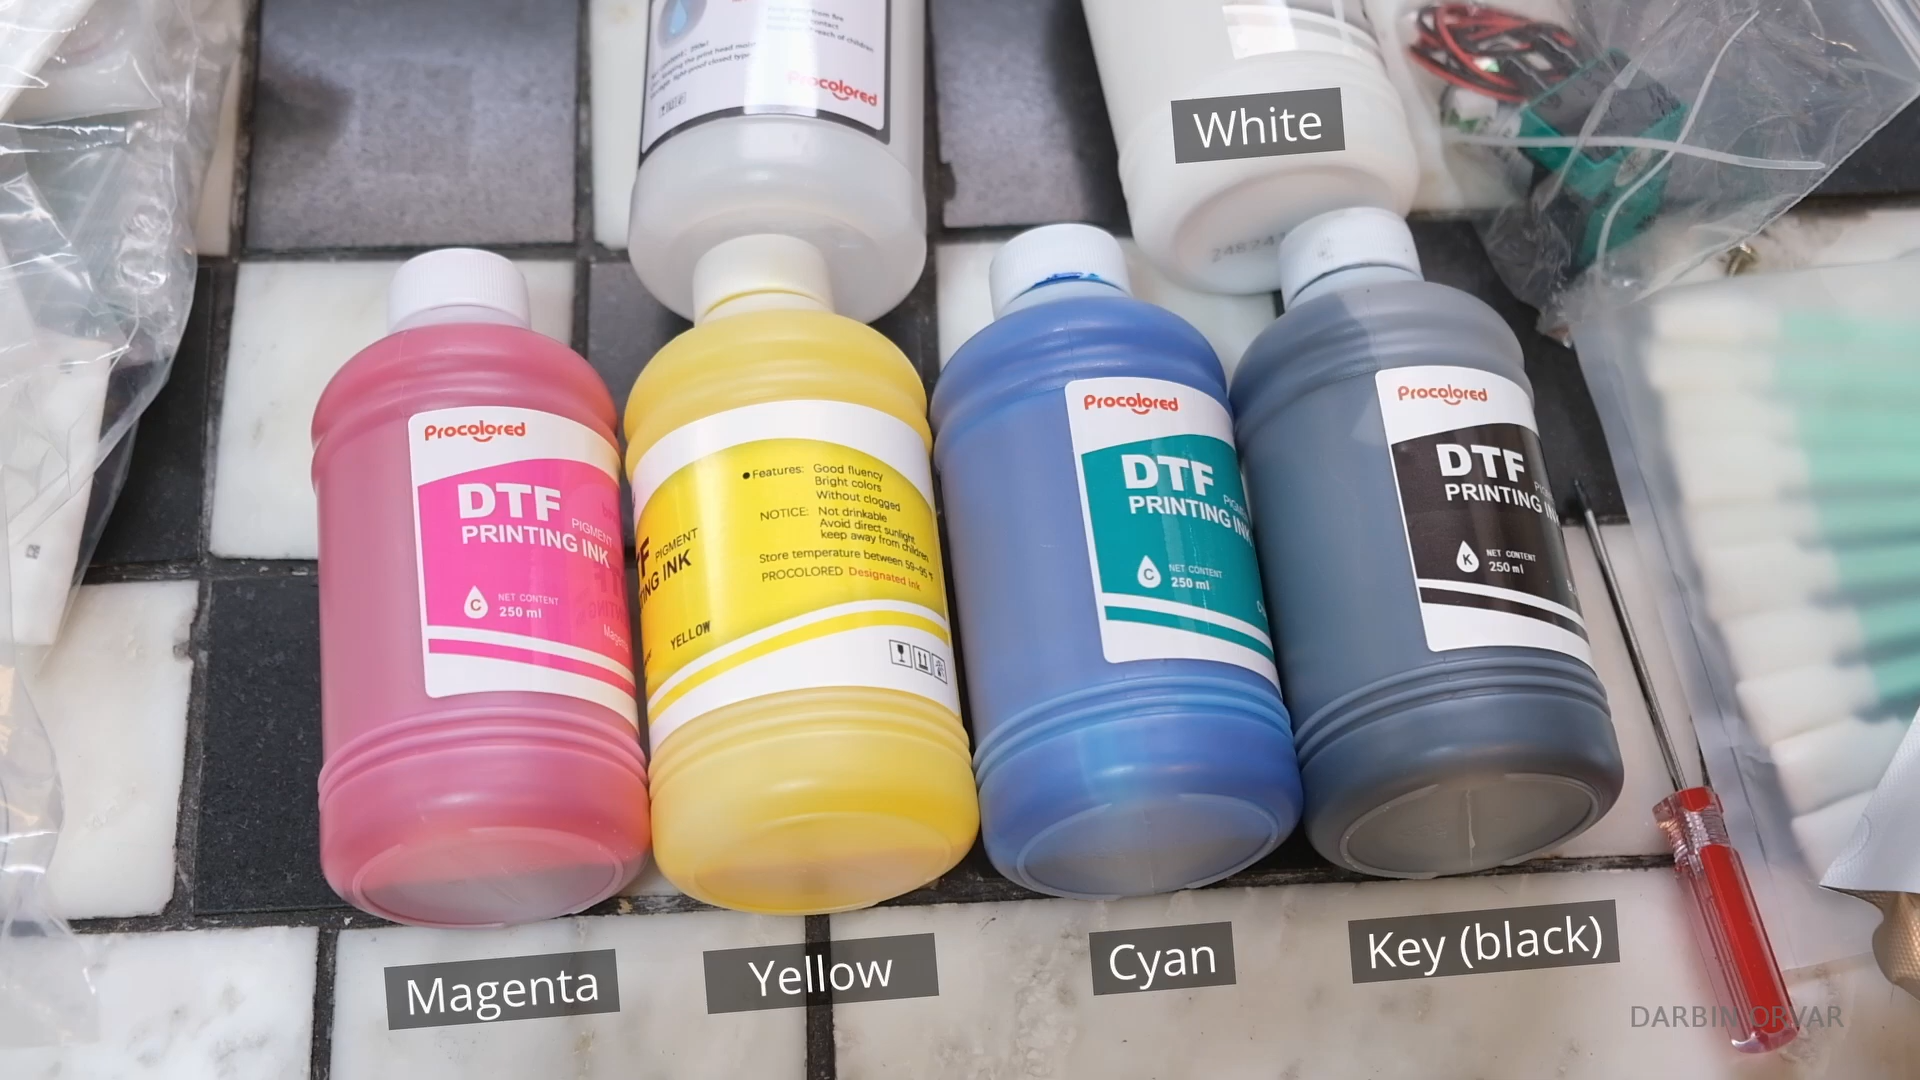 Procolored
White
Procolored
DTF
PIGMENT
PRINTING INK
C
NET CONTENT
250 ml
Features: Good fluency
Bright colors
Without clogged
NOTICE: Not drinkable
Avoid direct sunlight,
keep away from children
Store temperature between 59~95 °F
PROCOLORED Designated ink
PIGMENT
YELLOW
Procolored
DTF
PRINTING
C
NET CONTENT
250 ml
Procolored
DTF
PRINTING
K
NET CONTENT
250 ml
Magenta
Yellow
Cyan
Key (black)
DARBIN ORVAR